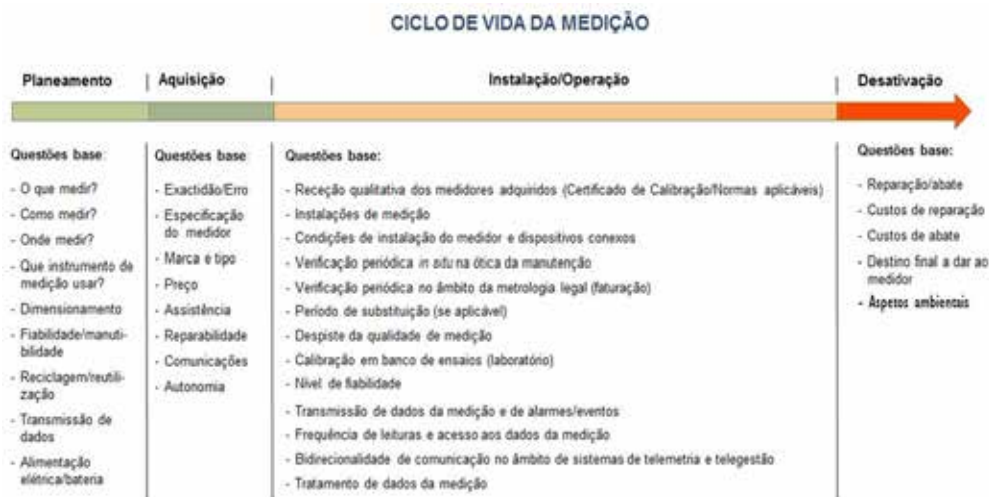 CICLO DE VIDA DA MEDIÇÃO
Planeamento
Aquisição
Instalação/Operação
Desativação
Questões base:
- O que medir?
- Como medir?
- Onde medir?
- Que instrumento de
medição usar?
- Dimensionamento
- Fiabilidade/manuti-
bilidade
- Reciclagem/reutili-
zação
- Transmissão de
dados
- Alimentação
elétrica/bateria
Questões base
- Exactidão/Erro
- Especificação
do medidor
- Marca e tipo
- Preço
- Assistência
- Reparabilidade
- Comunicações
- Autonomia
Questões base:
- Receção qualitativa dos medidores adquiridos (Certificado de Calibração/Normas aplicáveis)
- Instalações de medição
- Condições de instalação do medidor e dispositivos conexos
- Verificação periódica in situ na ótica da manutenção
- Verificação periódica no âmbito da metrologia legal (faturação)
- Período de substituição (se aplicável)
- Despiste da qualidade de medição
- Calibração em banco de ensaios (laboratório)
- Nível de fiabilidade
- Transmissão de dados da medição e de alarmes/eventos
- Frequência de leituras e acesso aos dados da medição
- Bidirecionalidade de comunicação no âmbito de sistemas de telemetria e telegestão
- Tratamento de dados da medição
Questões base:
- Reparação/abate
- Custos de reparação
- Custos de abate
- Destino final a dar ao
medidor
- Aspetos ambientais